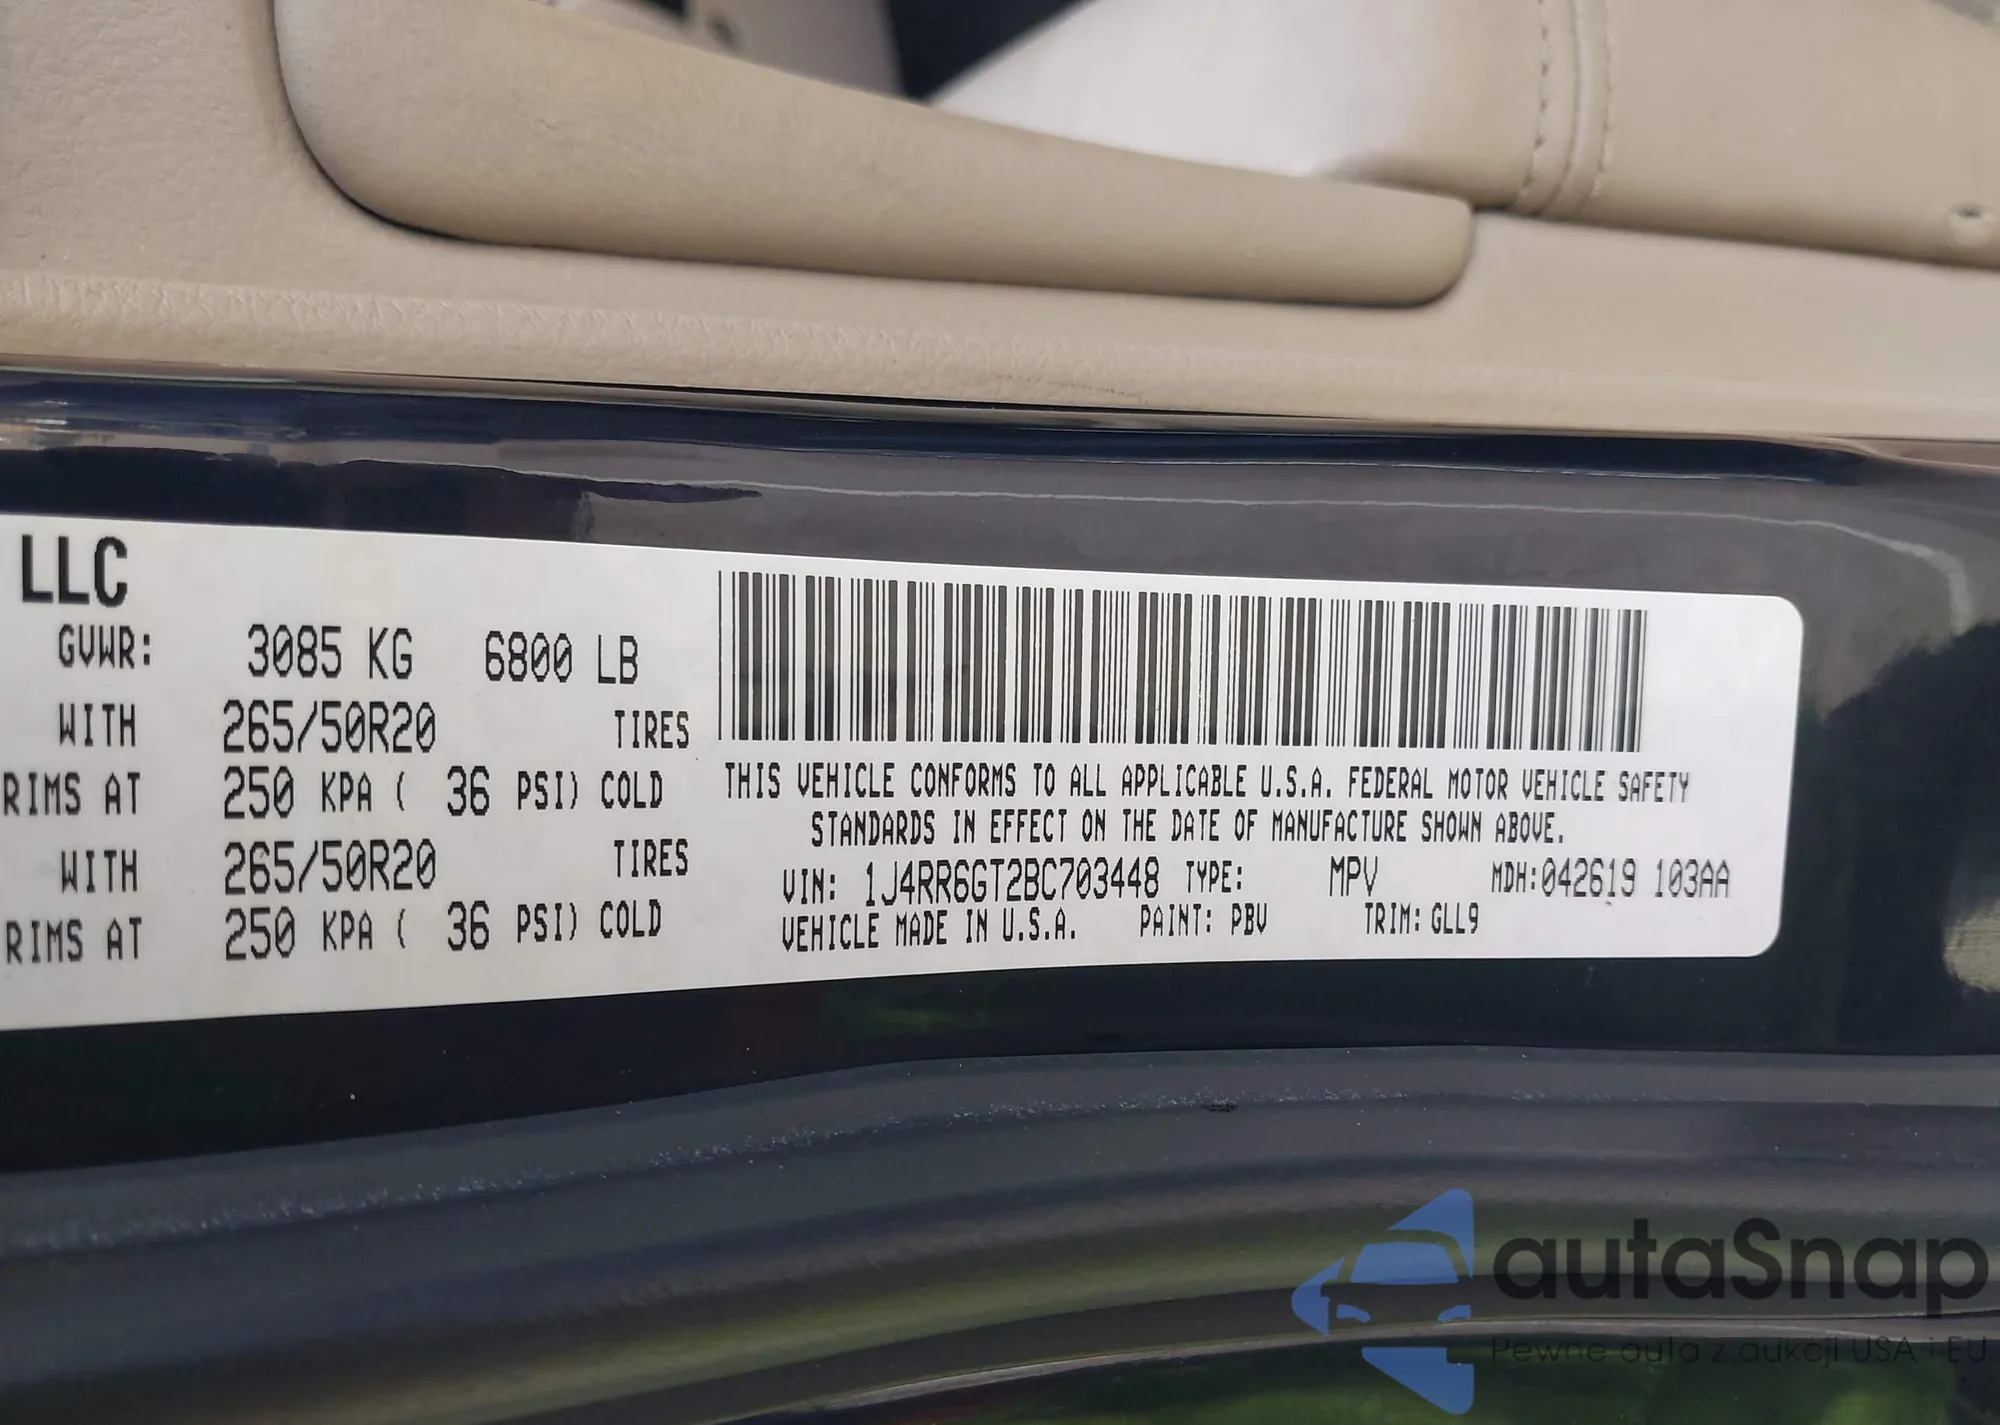 LLC
GVWR: 3085 KG 6800 LB
WITH 265/50R20 TIRES
RIMS AT 250 KPA ( 36 PSI) COLD
WITH 265/50R20 TIRES
RIMS AT 250 KPA ( 36 PSI) COLD
THIS VEHICLE CONFORMS TO ALL APPLICABLE U.S.A. FEDERAL MOTOR VEHICLE SAFETY
STANDARDS IN EFFECT ON THE DATE OF MANUFACTURE SHOWN ABOVE.
VIN: 1J4RR6GT2BC703448 TYPE: MPV MDH:042619 103AA
VEHICLE MADE IN U.S.A. PAINT: PBV TRIM: GLL9
autaSnap
Pewne auta z aukcji USA i EU